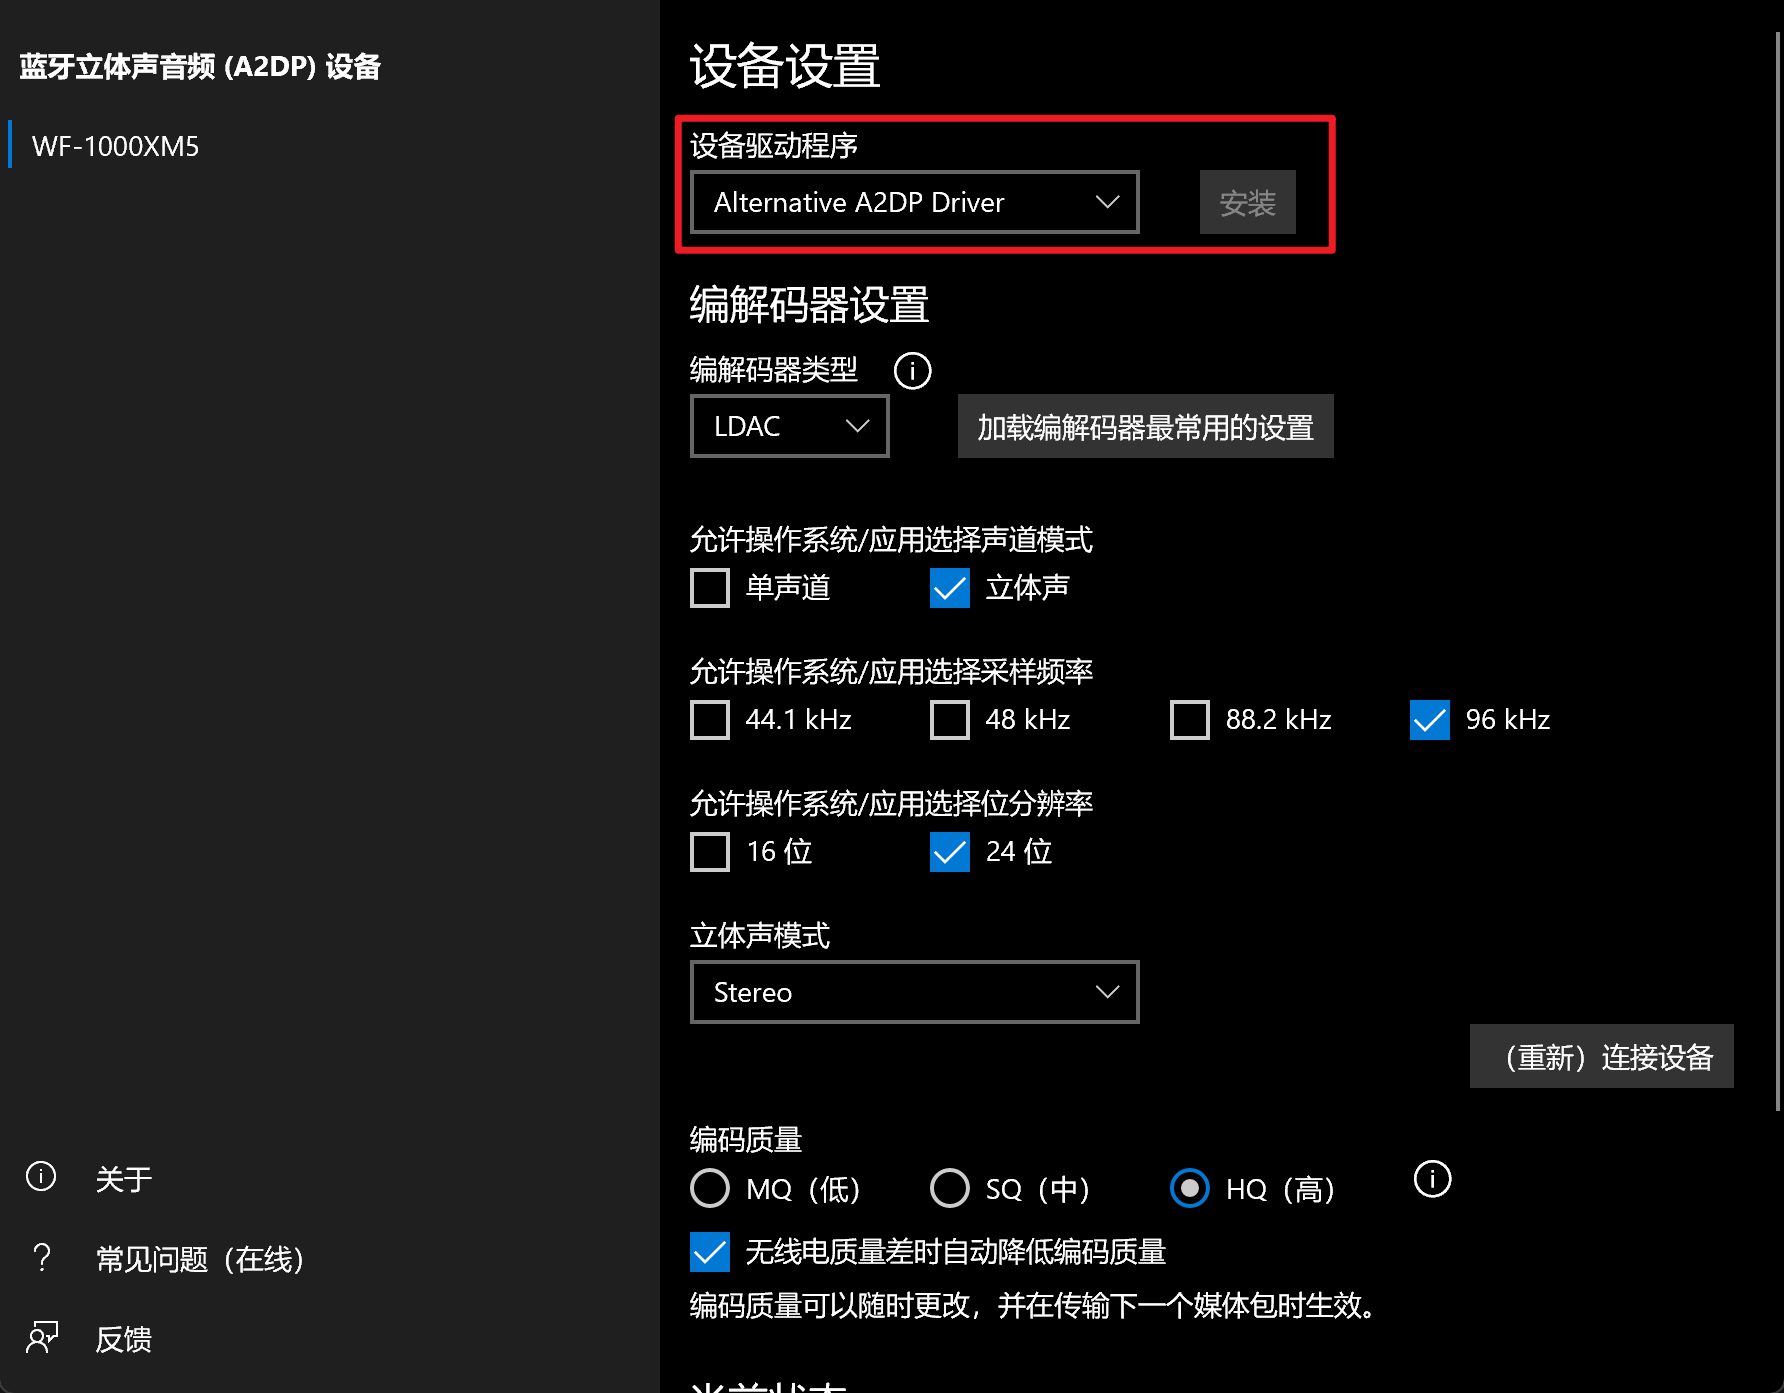 蓝牙立体声音频 (A2DP) 设备
WF-1000XM5
关于
常见问题（在线）
反馈
设备设置
设备驱动程序
Alternative A2DP Driver
安装
编解码器设置
编解码器类型
LDAC
加载编解码器最常用的设置
允许操作系统/应用选择声道模式
单声道 立体声
允许操作系统/应用选择采样频率
44.1 kHz 48 kHz 88.2 kHz 96 kHz
允许操作系统/应用选择位分辨率
16 位 24 位
立体声模式
Stereo
（重新）连接设备
编码质量
MQ（低） SQ（中） HQ（高）
无线电质量差时自动降低编码质量
编码质量可以随时更改，并在传输下一个媒体包时生效。